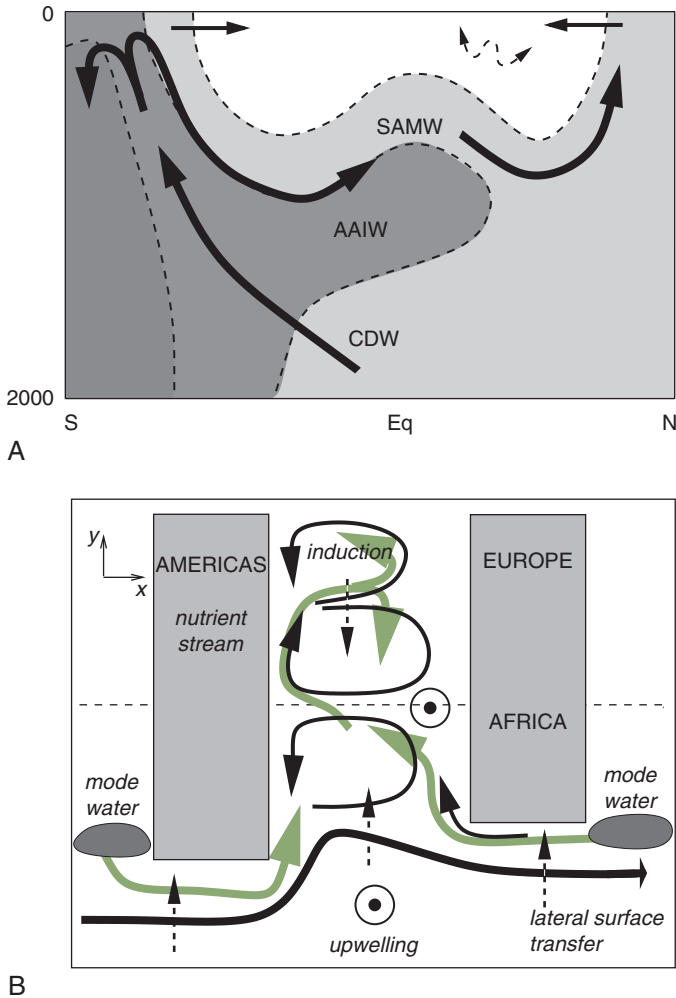 0
SAMW
AAIW
CDW
2000
S
Eq
N
A
y
x
AMERICAS
induction
EUROPE
nutrient
stream
AFRICA
mode
water
mode
water
upwelling
lateral surface
transfer
B